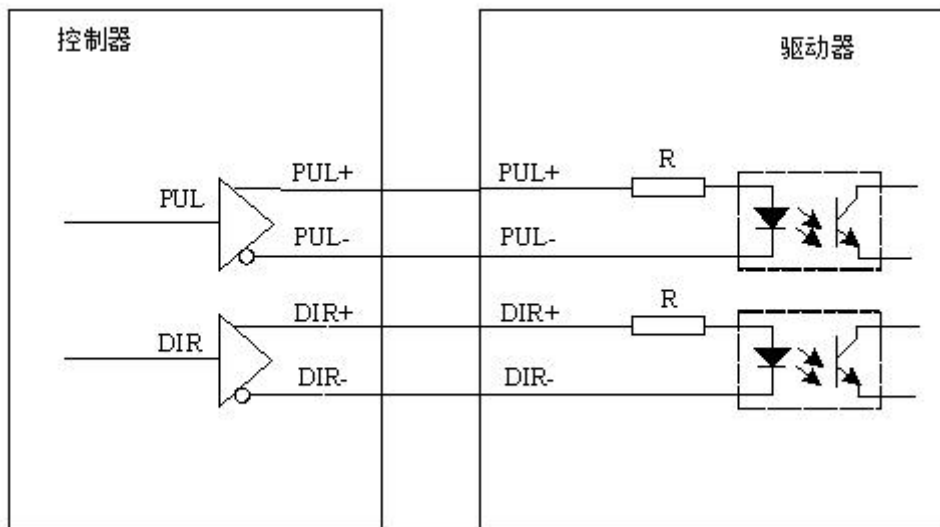 控制器
驱动器
PUL
PUL+
PUL+
R
PUL-
PUL-
DIR
DIR+
DIR+
R
DIR-
DIR-